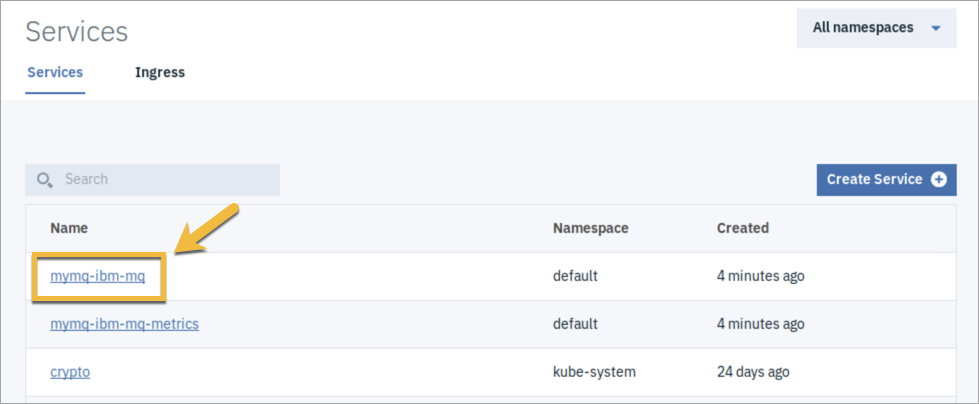 Services
All namespaces
Services Ingress
Search
Create Service
Name Namespace Created
mymq-ibm-mq default 4 minutes ago
mymq-ibm-mq-metrics default 4 minutes ago
crypto kube-system 24 days ago